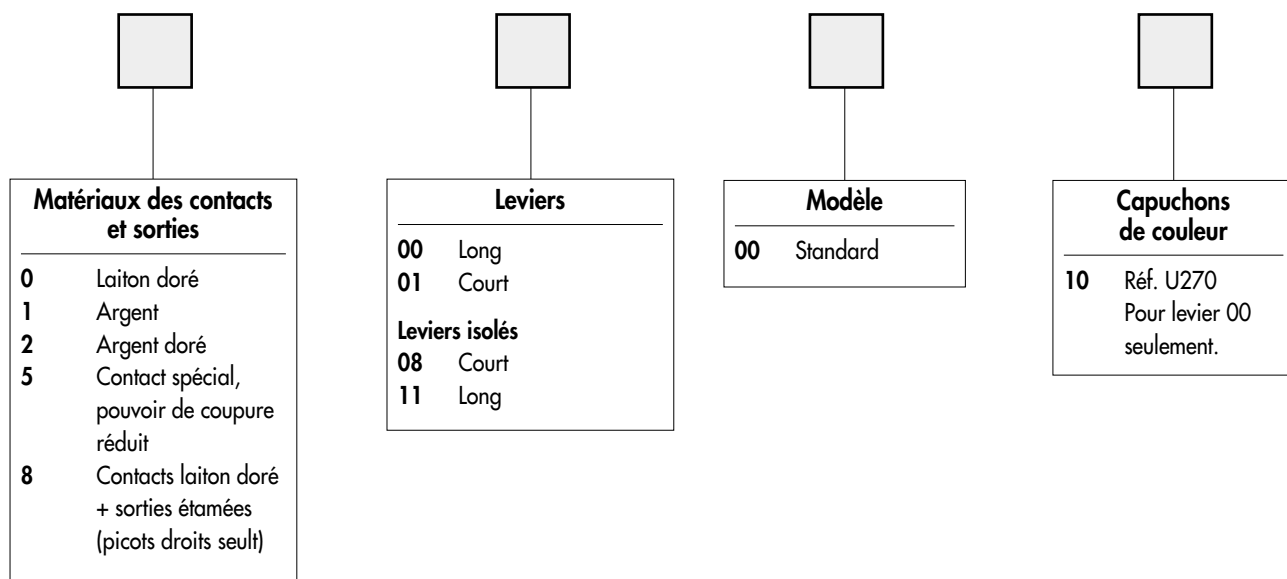 Matériaux des contacts
et sorties
0 Laiton doré
1 Argent
2 Argent doré
5 Contact spécial,
pouvoir de coupure
réduit
8 Contacts laiton doré
+ sorties étamées
(picots droits seult)
Leviers
00 Long
01 Court
Leviers isolés
08 Court
11 Long
Modèle
00 Standard
Capuchons
de couleur
10 Réf. U270
Pour levier 00
seulement.